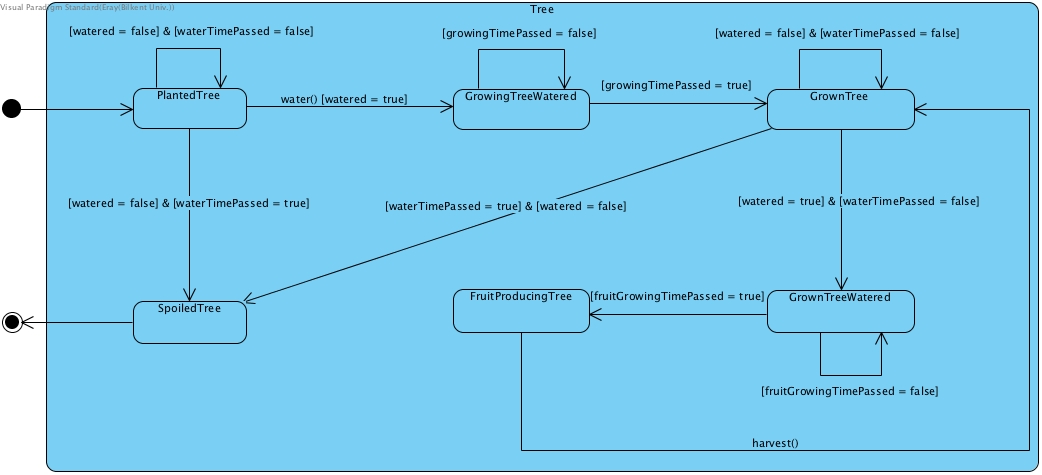 Visual Paradigm Standard(Eray(Bilkent Univ.))
Tree
[watered = false] & [waterTimePassed = false]
[growingTimePassed = false]
[watered = false] & [waterTimePassed = false]
PlantedTree
water() [watered = true]
GrowingTreeWatered
[growingTimePassed = true]
GrownTree
[watered = false] & [waterTimePassed = true]
[waterTimePassed = true] & [watered = false]
[watered = true] & [waterTimePassed = false]
SpoiledTree
FruitProducingTree
[fruitGrowingTimePassed = true]
GrownTreeWatered
[fruitGrowingTimePassed = false]
harvest()